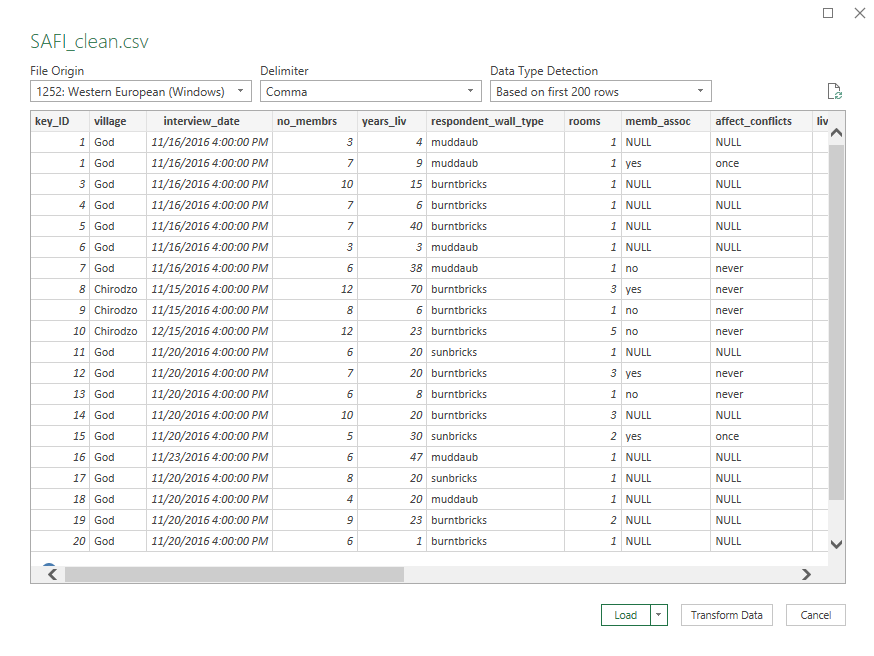 SAFI_clean.csv
File Origin Delimiter Data Type Detection
1252: Western European (Windows) Comma Based on first 200 rows
key_ID village interview_date no_membrs years_liv respondent_wall_type rooms memb_assoc affect_conflicts liv
1 God 11/16/2016 4:00:00 PM 3 4 muddaub 1 NULL NULL
1 God 11/16/2016 4:00:00 PM 7 9 muddaub 1 yes once
3 God 11/16/2016 4:00:00 PM 10 15 burntbricks 1 NULL NULL
4 God 11/16/2016 4:00:00 PM 7 6 burntbricks 1 NULL NULL
5 God 11/16/2016 4:00:00 PM 7 40 burntbricks 1 NULL NULL
6 God 11/16/2016 4:00:00 PM 3 3 muddaub 1 NULL NULL
7 God 11/16/2016 4:00:00 PM 6 38 muddaub 1 no never
8 Chirodzo 11/15/2016 4:00:00 PM 12 70 burntbricks 3 yes never
9 Chirodzo 11/15/2016 4:00:00 PM 8 6 burntbricks 1 no never
10 Chirodzo 12/15/2016 4:00:00 PM 12 23 burntbricks 5 no never
11 God 11/20/2016 4:00:00 PM 6 20 sunbricks 1 NULL NULL
12 God 11/20/2016 4:00:00 PM 7 20 burntbricks 3 yes never
13 God 11/20/2016 4:00:00 PM 6 8 burntbricks 1 no never
14 God 11/20/2016 4:00:00 PM 10 20 burntbricks 3 NULL NULL
15 God 11/20/2016 4:00:00 PM 5 30 sunbricks 2 yes once
16 God 11/23/2016 4:00:00 PM 6 47 muddaub 1 NULL NULL
17 God 11/20/2016 4:00:00 PM 8 20 sunbricks 1 NULL NULL
18 God 11/20/2016 4:00:00 PM 4 20 muddaub 1 NULL NULL
19 God 11/20/2016 4:00:00 PM 9 23 burntbricks 2 NULL NULL
20 God 11/20/2016 4:00:00 PM 6 1 burntbricks 1 NULL NULL
Load Transform Data Cancel